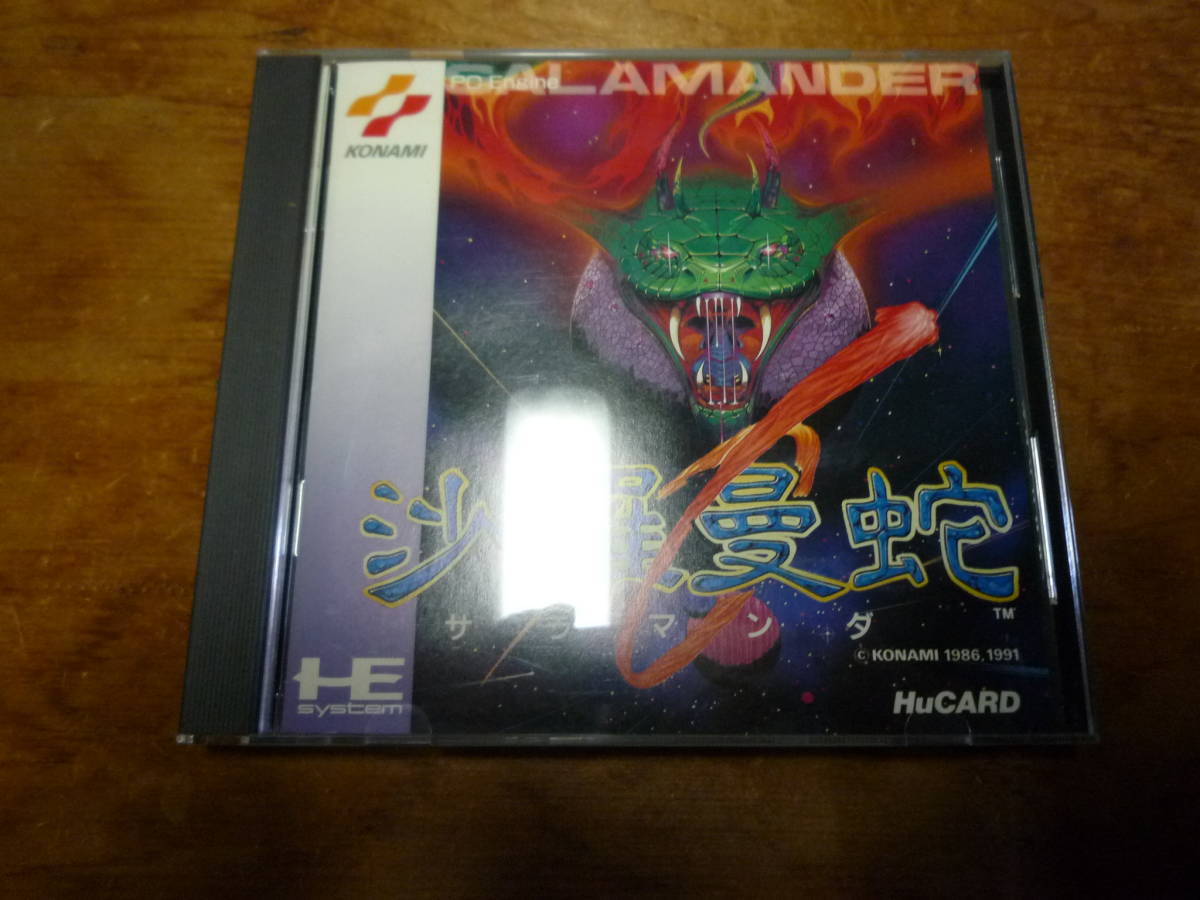 KONAMI
PC Engine
SALAMANDER
沙羅曼蛇
TM
サラマンダ
© KONAMI 1986,1991
HE
system
HuCARD